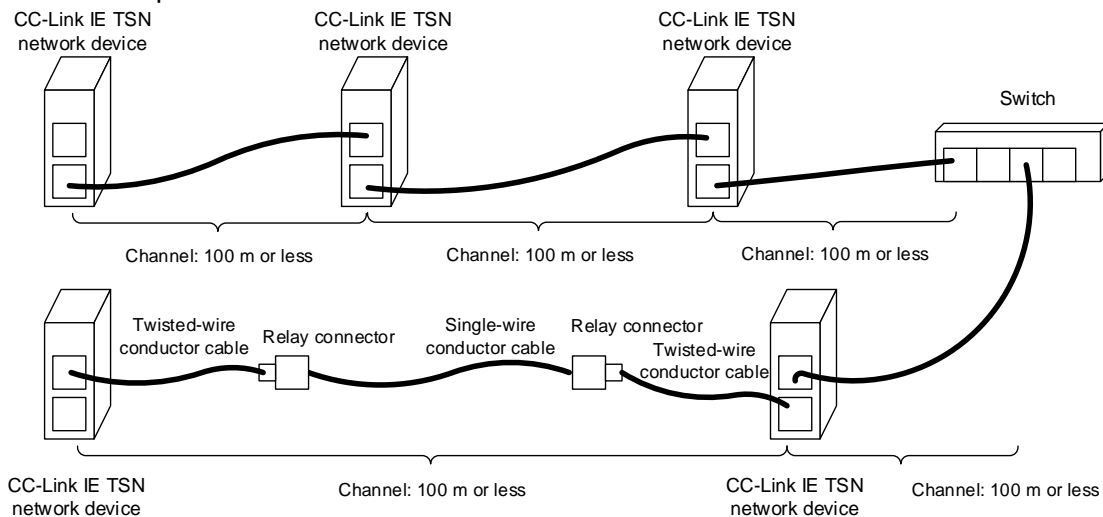 CC-Link IE TSN
network device
CC-Link IE TSN
network device
CC-Link IE TSN
network device
Switch
Channel: 100 m or less
Channel: 100 m or less
Channel: 100 m or less
Twisted-wire
conductor cable
Relay connector
Single-wire
conductor cable
Relay connector
Twisted-wire
conductor cable
CC-Link IE TSN
network device
Channel: 100 m or less
CC-Link IE TSN
network device
Channel: 100 m or less